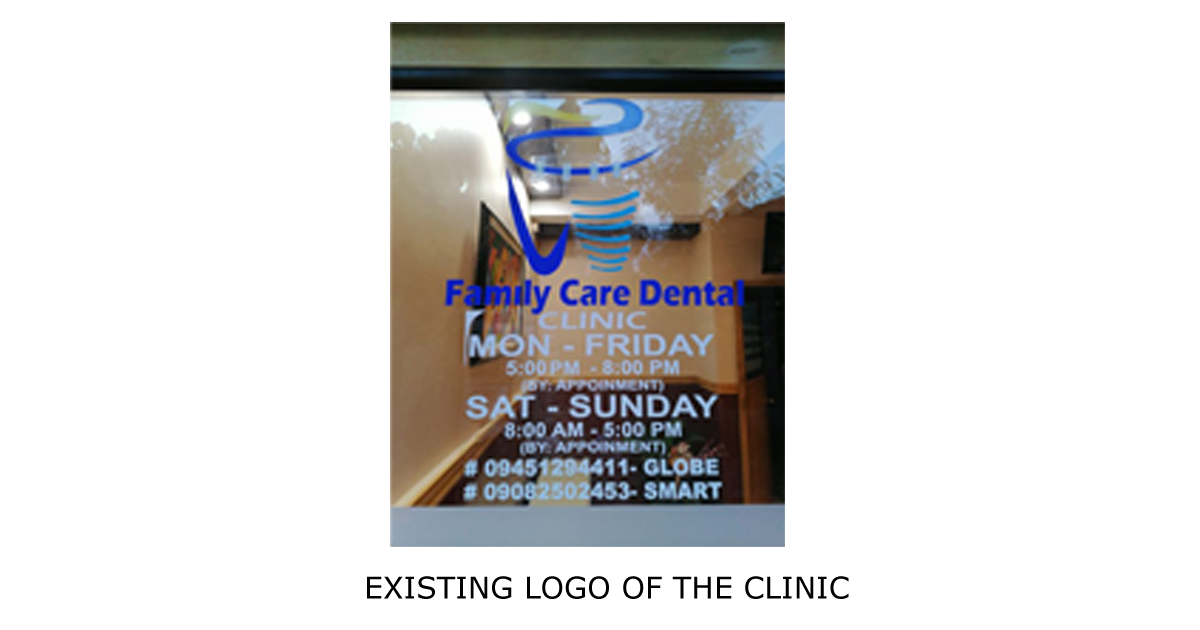 Family Care Dental
CLINIC
MON - FRIDAY
5:00 PM - 8:00 PM
(BY: APPOINMENT)
SAT - SUNDAY
8:00 AM - 5:00 PM
(BY: APPOINMENT)
# 09451294411- GLOBE
# 09082502453- SMART
EXISTING LOGO OF THE CLINIC